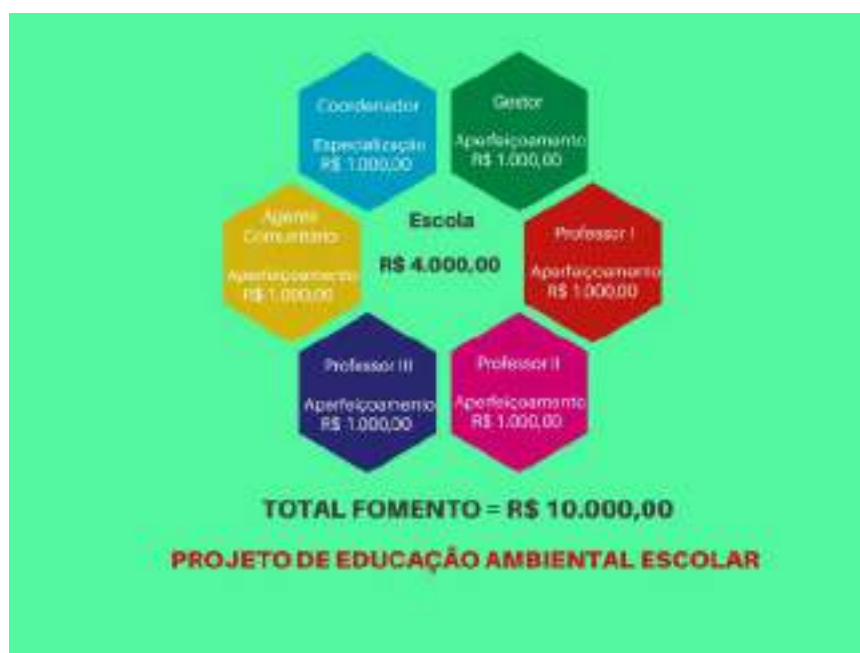 Coordenador
Especialização
R$ 1.000,00
Gestor
Aperfeiçoamento
R$ 1.000,00
Agente
Comunitário
Aperfeiçoamento
R$ 1.000,00
Escola
R$ 4.000,00
Professor I
Aperfeiçoamento
R$ 1.000,00
Professor III
Aperfeiçoamento
R$ 1.000,00
Professor II
Aperfeiçoamento
R$ 1.000,00
TOTAL FOMENTO = R$ 10.000,00
PROJETO DE EDUCAÇÃO AMBIENTAL ESCOLAR